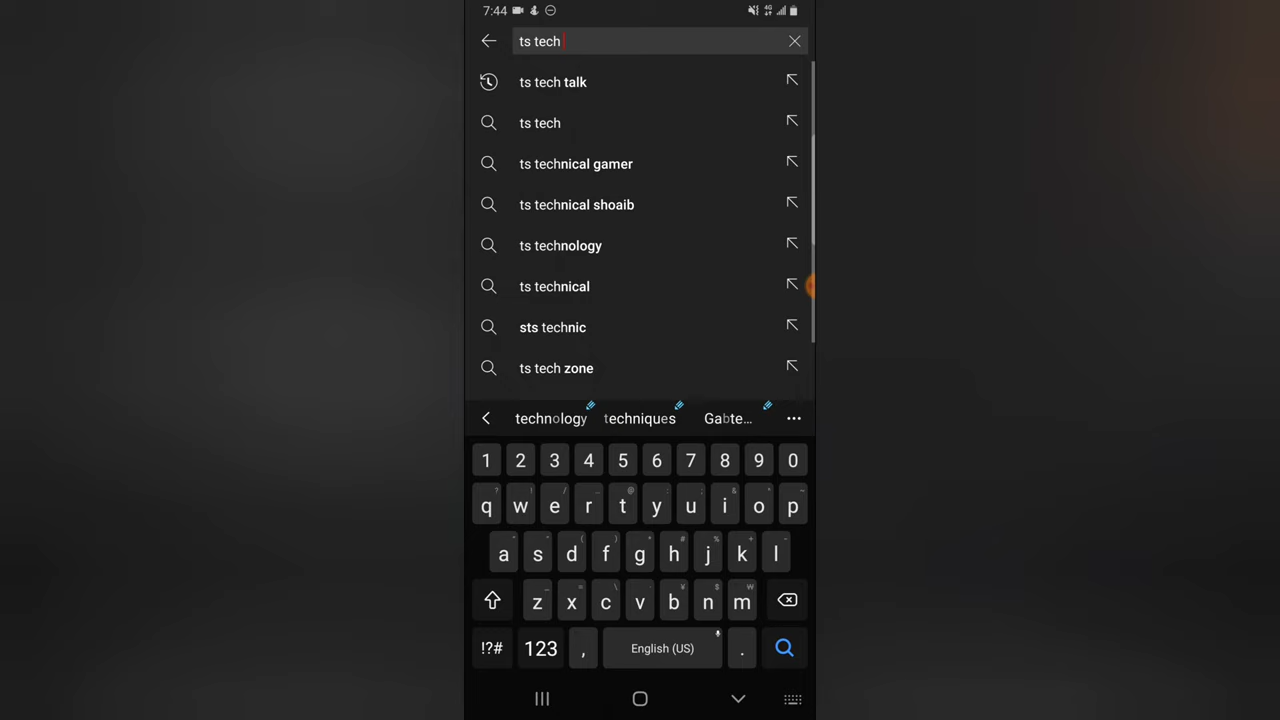 7:44
4G
ts tech
ts tech talk
ts tech
ts technical gamer
ts technical shoaib
ts technology
ts technical
sts technic
ts tech zone
technology techniques Gabte...
1 2 3 4 5 6 7 8 9 0
q w e r t y u i o p
a s d f g h j k l
z x c v b n m
!?# 123 , English (US) .